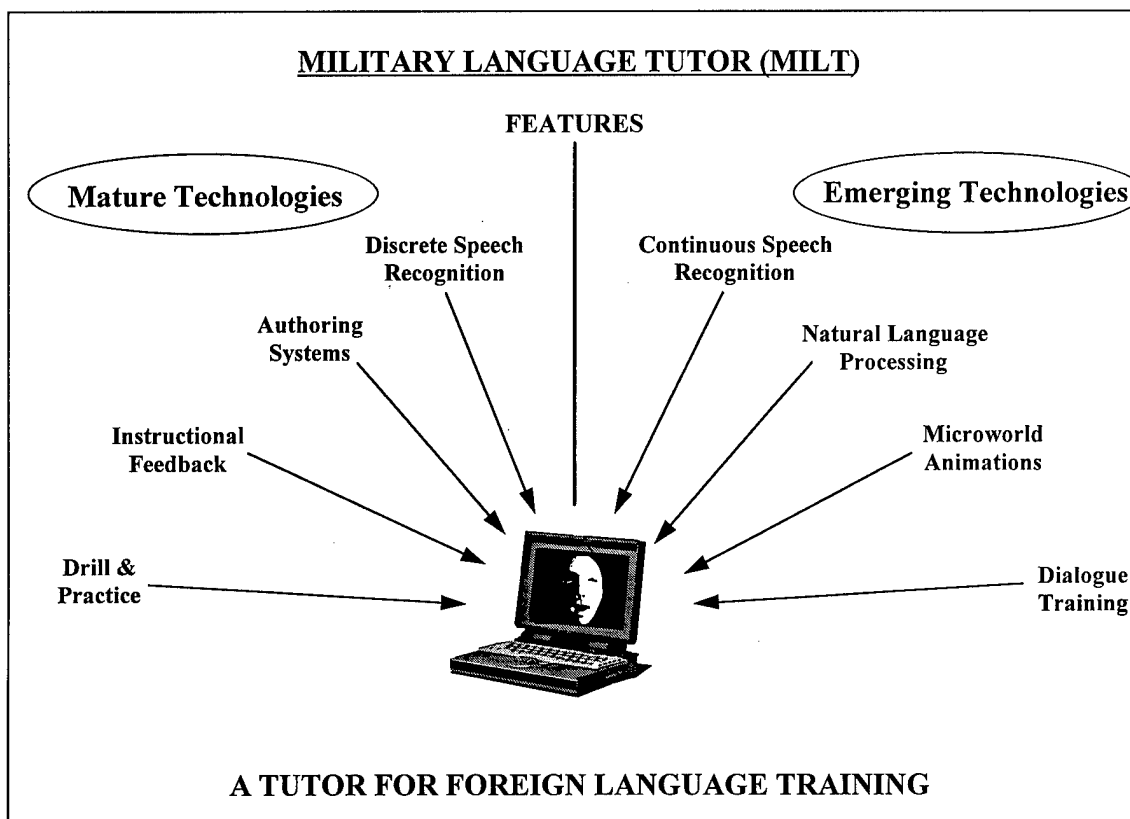 MILITARY LANGUAGE TUTOR (MILT)
FEATURES
Mature Technologies
Emerging Technologies
Discrete Speech
Recognition
Continuous Speech
Recognition
Authoring
Systems
Natural Language
Processing
Instructional
Feedback
Microworld
Animations
Drill &
Practice
Dialogue
Training
A TUTOR FOR FOREIGN LANGUAGE TRAINING